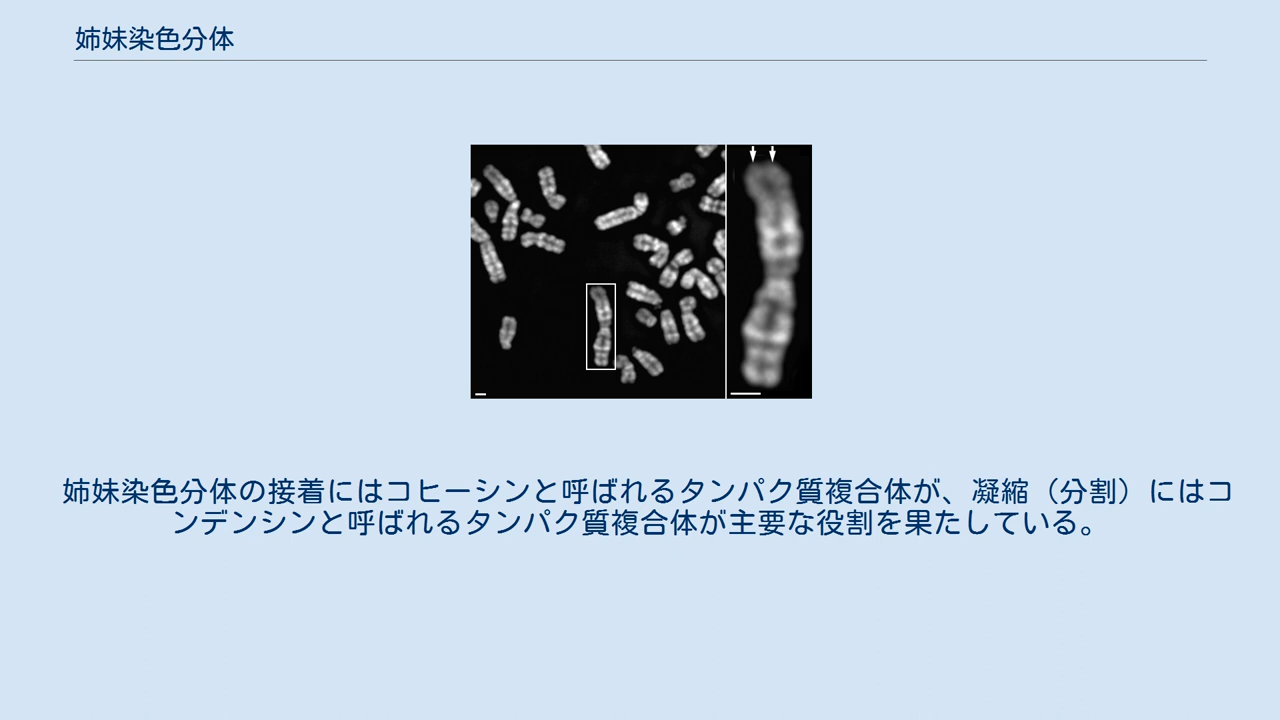 姉妹染色分体
姉妹染色分体の接着にはコヒーシンと呼ばれるタンパク質複合体が、凝縮（分割）にはコ
ンデンシンと呼ばれるタンパク質複合体が主要な役割を果たしている。